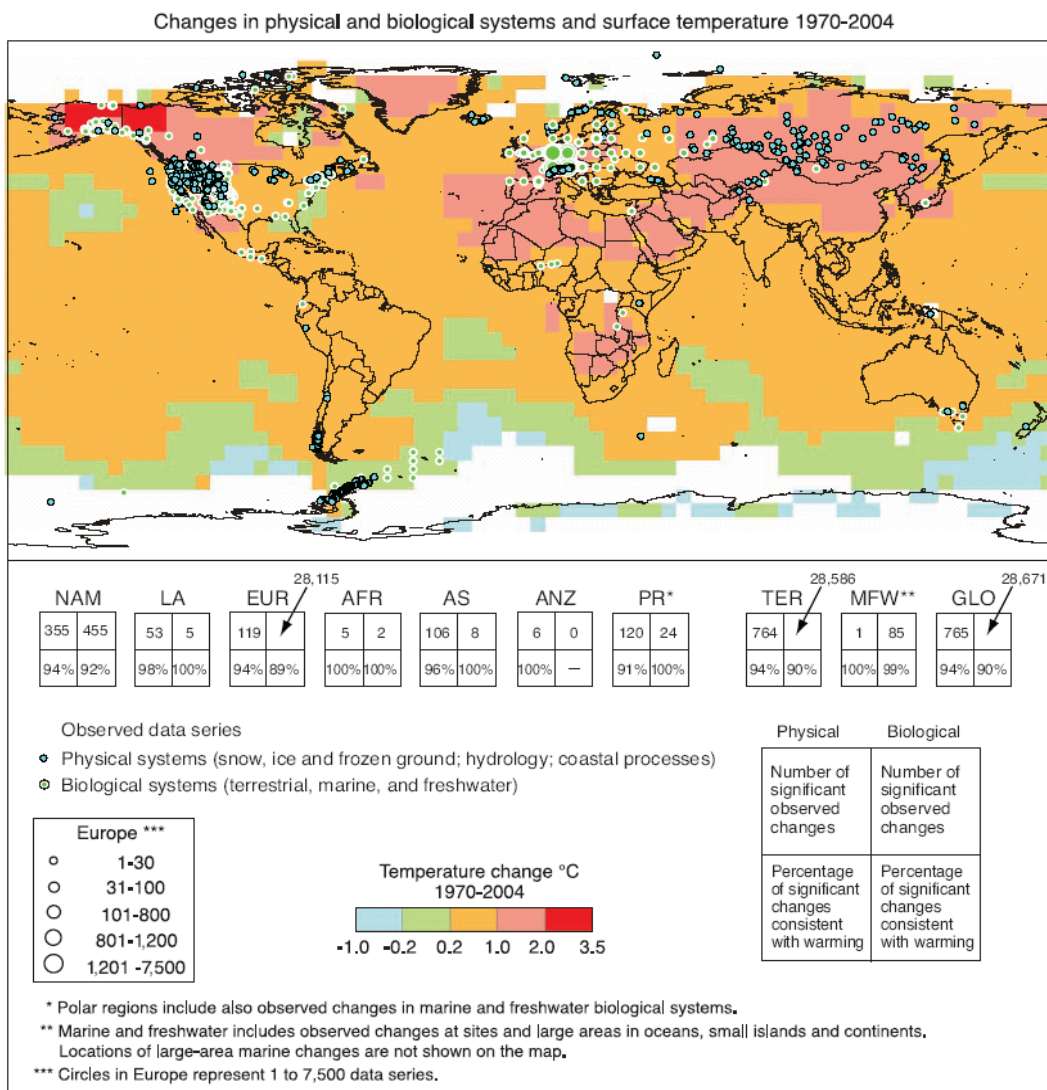 Changes in physical and biological systems and surface temperature 1970-2004
28,115
28,586
28,671
NAM LA EUR AFR AS ANZ PR* TER MFW** GLO
355 455 53 5 119 5 2 106 8 6 0 120 24 764 1 85 765
94% 92% 98% 100% 94% 89% 100% 100% 96% 100% 100% — 91% 100% 94% 90% 100% 99% 94% 90%
Observed data series
Physical systems (snow, ice and frozen ground; hydrology; coastal processes)
Biological systems (terrestrial, marine, and freshwater)
Europe ***
1-30
31-100
101-800
801-1,200
1,201 -7,500
Temperature change °C
1970-2004
-1.0 -0.2 0.2 1.0 2.0 3.5
Physical Biological
Number of Number of
significant significant
observed observed
changes changes
Percentage Percentage
of significant of significant
changes changes
consistent consistent
with warming with warming
* Polar regions include also observed changes in marine and freshwater biological systems.
** Marine and freshwater includes observed changes at sites and large areas in oceans, small islands and continents.
Locations of large-area marine changes are not shown on the map.
*** Circles in Europe represent 1 to 7,500 data series.